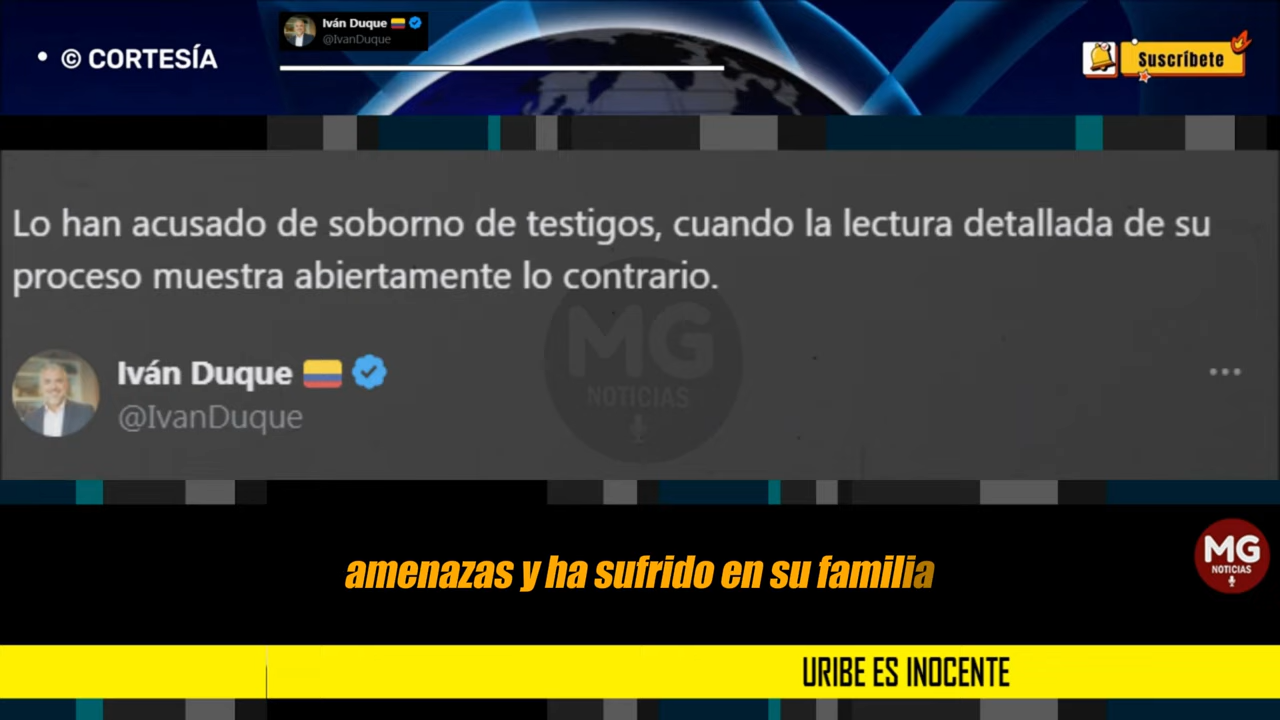 • © CORTESÍA
Iván Duque
@IvanDuque
Suscríbete
Lo han acusado de soborno de testigos, cuando la lectura detallada de su
proceso muestra abiertamente lo contrario.
MG
NOTICIAS
Iván Duque
@IvanDuque
amenazas y ha sufrido en su familia
MG
NOTICIAS
URIBE ES INOCENTE